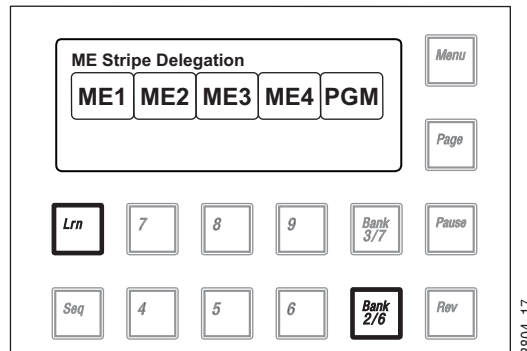 ME Stripe Delegation
ME1 ME2 ME3 ME4 PGM
Menu
Page
Lrn 7 8 9 Bank 3/7 Pause
Seq 4 5 6 Bank 2/6 Rev